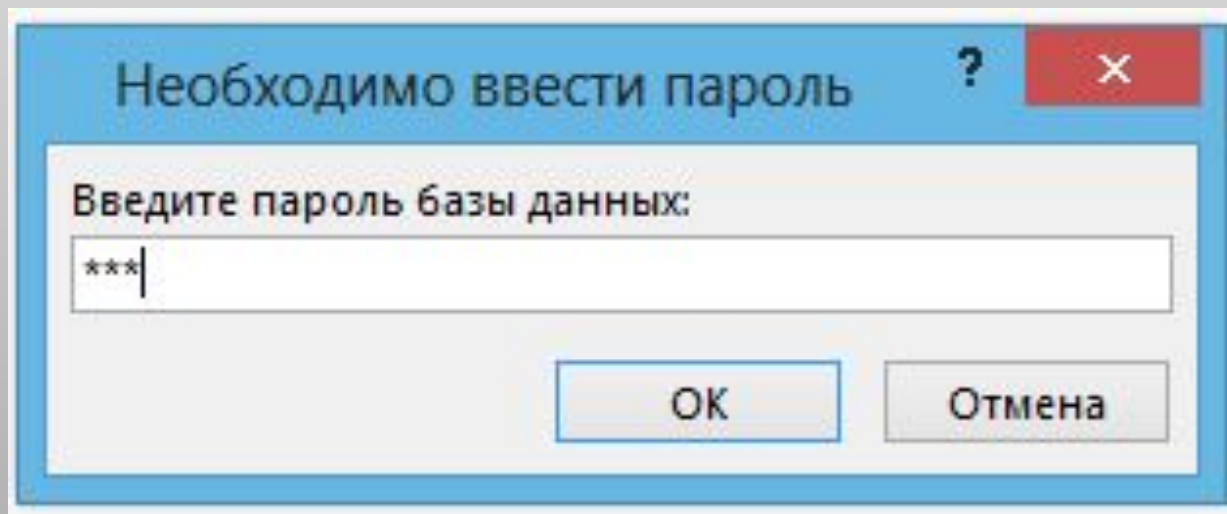 Необходимо ввести пароль ? ×
Введите пароль базы данных:
***
ОК Отмена